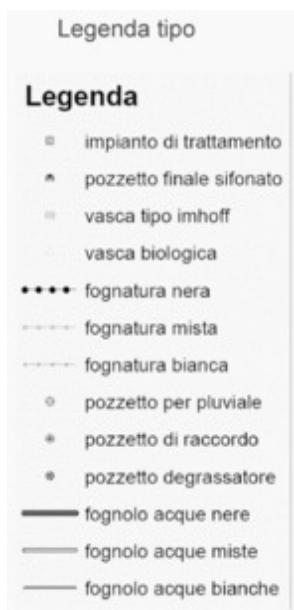 Legenda tipo
Legenda
impianto di trattamento
pozzetto finale sifonato
vasca tipo imhoff
vasca biologica
fognatura nera
fognatura mista
fognatura bianca
pozzetto per pluviale
pozzetto di raccordo
pozzetto degrassatore
fognolo acque nere
fognolo acque miste
fognolo acque bianche